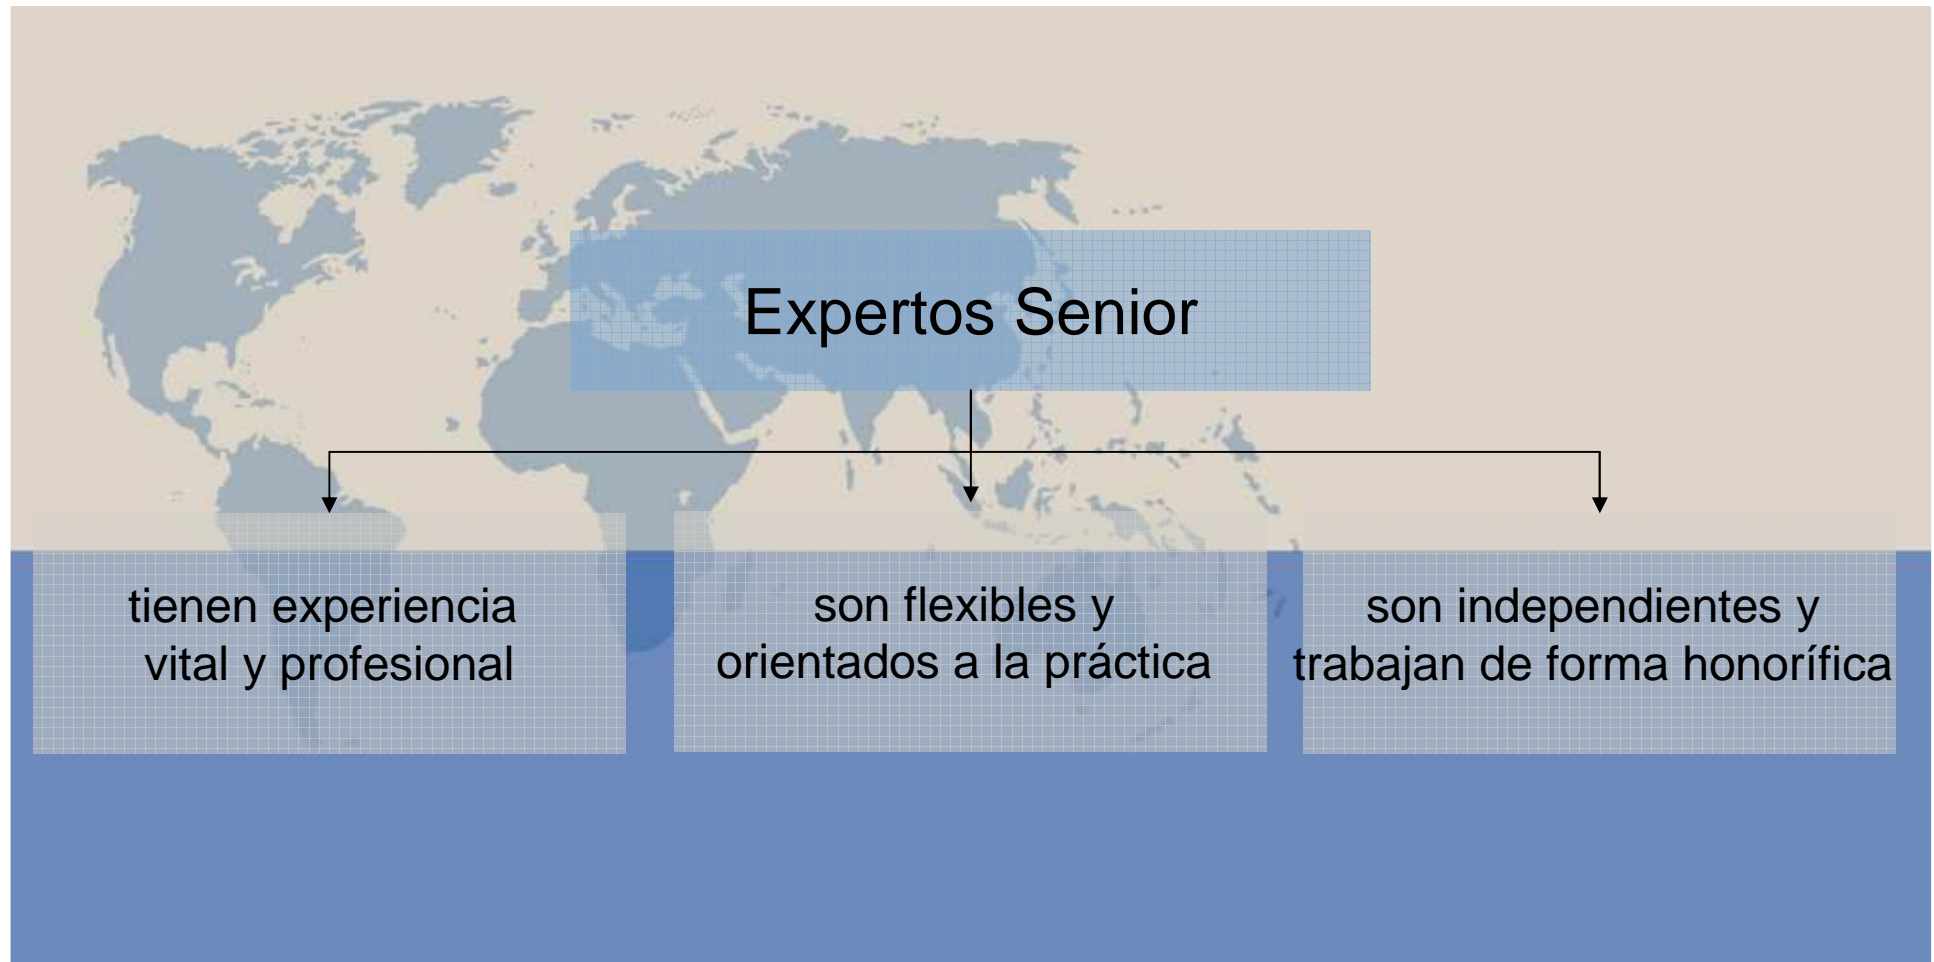 Expertos Senior
tienen experiencia
vital y profesional
son flexibles y
orientados a la práctica
son independientes y
trabajan de forma honorífica